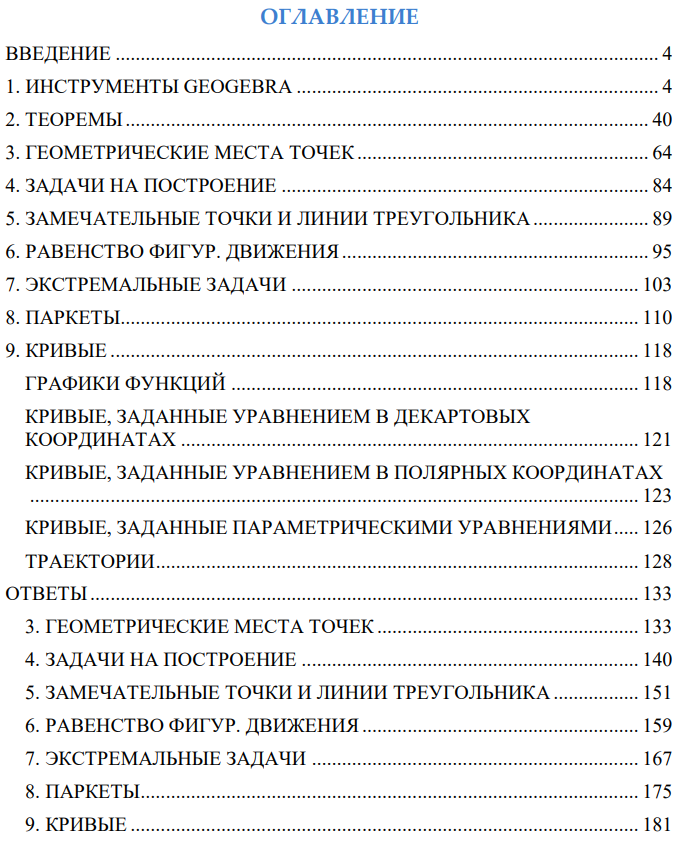 ОГЛАВЛЕНИЕ
ВВЕДЕНИЕ ........................................................................................................ 4
1. ИНСТРУМЕНТЫ GEOGEBRA ........................................................................ 4
2. ТЕОРЕМЫ ........................................................................................................ 40
3. ГЕОМЕТРИЧЕСКИЕ МЕСТА ТОЧЕК ........................................................... 64
4. ЗАДАЧИ НА ПОСТРОЕНИЕ .......................................................................... 84
5. ЗАМЕЧАТЕЛЬНЫЕ ТОЧКИ И ЛИНИИ ТРЕУГОЛЬНИКА ........................ 89
6. РАВЕНСТВО ФИГУР. ДВИЖЕНИЯ .............................................................. 95
7. ЭКСТРЕМАЛЬНЫЕ ЗАДАЧИ ...................................................................... 103
8. ПАРКЕТЫ ....................................................................................................... 110
9. КРИВЫЕ ......................................................................................................... 118
ГРАФИКИ ФУНКЦИЙ ................................................................................. 118
КРИВЫЕ, ЗАДАННЫЕ УРАВНЕНИЕМ В ДЕКАРТОВЫХ
КООРДИНАТАХ ........................................................................................... 121
КРИВЫЕ, ЗАДАННЫЕ УРАВНЕНИЕМ В ПОЛЯРНЫХ КООРДИНАТАХ
......................................................................................................................... 123
КРИВЫЕ, ЗАДАННЫЕ ПАРАМЕТРИЧЕСКИМИ УРАВНЕНИЯМИ ..... 126
ТРАЕКТОРИИ ................................................................................................ 128
ОТВЕТЫ ............................................................................................................. 133
3. ГЕОМЕТРИЧЕСКИЕ МЕСТА ТОЧЕК .................................................... 133
4. ЗАДАЧИ НА ПОСТРОЕНИЕ ................................................................... 140
5. ЗАМЕЧАТЕЛЬНЫЕ ТОЧКИ И ЛИНИИ ТРЕУГОЛЬНИКА ................. 151
6. РАВЕНСТВО ФИГУР. ДВИЖЕНИЯ ....................................................... 159
7. ЭКСТРЕМАЛЬНЫЕ ЗАДАЧИ ................................................................. 167
8. ПАРКЕТЫ .................................................................................................. 175
9. КРИВЫЕ .................................................................................................... 181